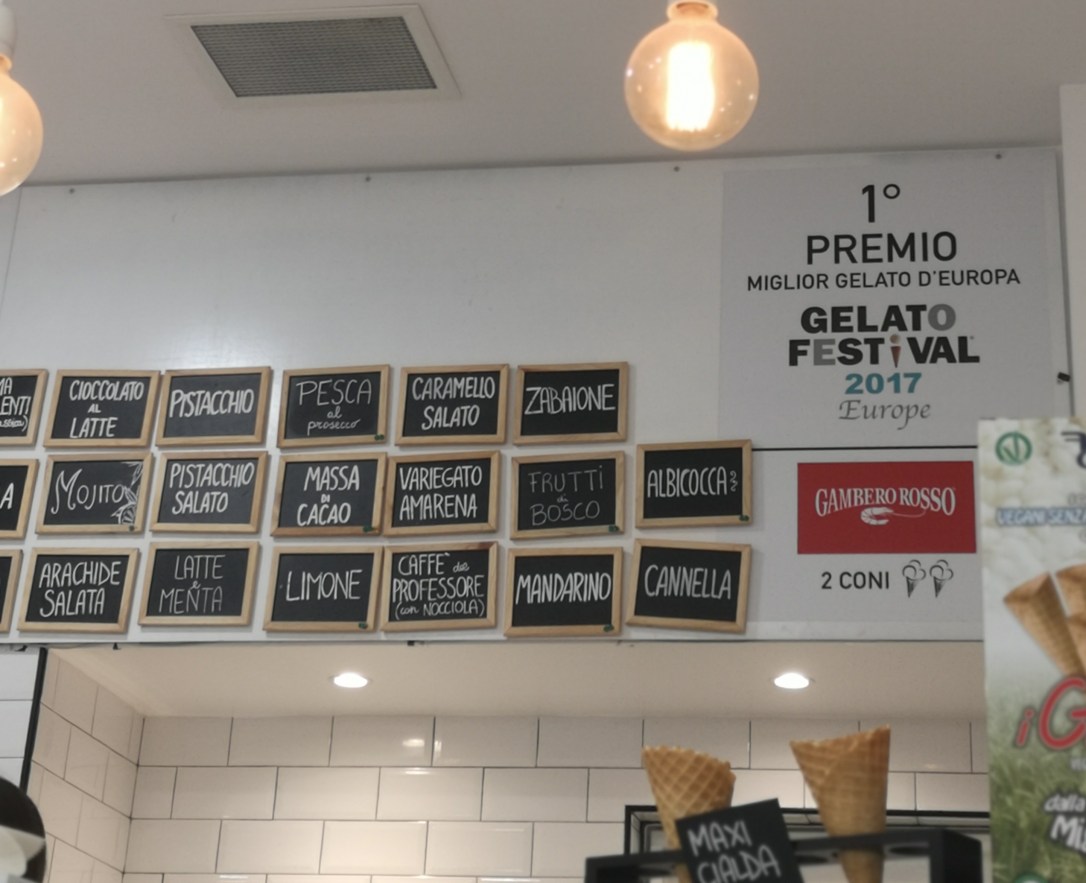 1°
PREMIO
MIGLIOR GELATO D'EUROPA
GELATO
FESTiVAL
2017
Europe
CIOCCOLATO
AL
LATTE
PISTACCHIO
PESCA
al
prosecco
CARAMELLO
SALATO
ZABAIONE
MOJITO
PISTACCHIO
SALATO
MASSA
DI
CACAO
VARIEGATO
AMARENA
FRUTTI
di
BOSCO
ALBICOCCA
ARACHIDE
SALATA
LATTE
e
MENTA
LIMONE
CAFFÈ del
PROFESSORE
(con NOCCIOLA)
MANDARINO
CANNELLA
GAMBERO ROSSO
2 CONI
MAXI
CIALDA
dalla